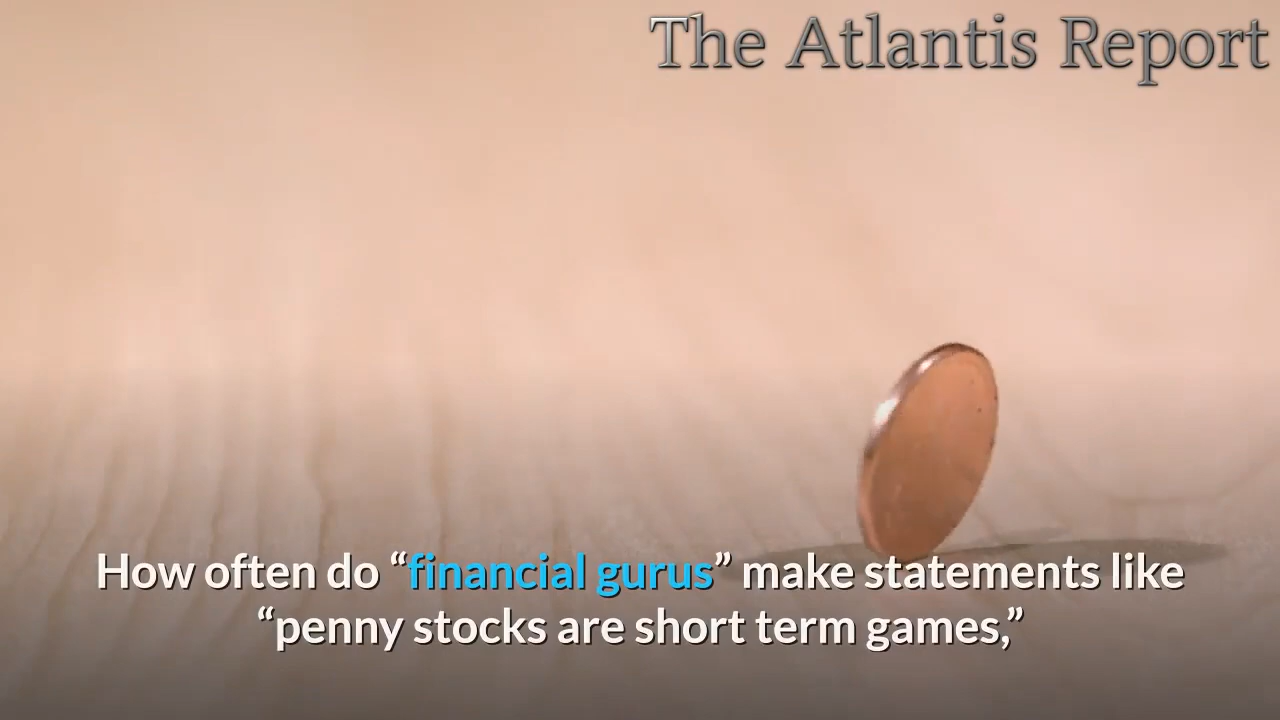 The Atlantis Report
How often do “financial gurus” make statements like
“penny stocks are short term games,”